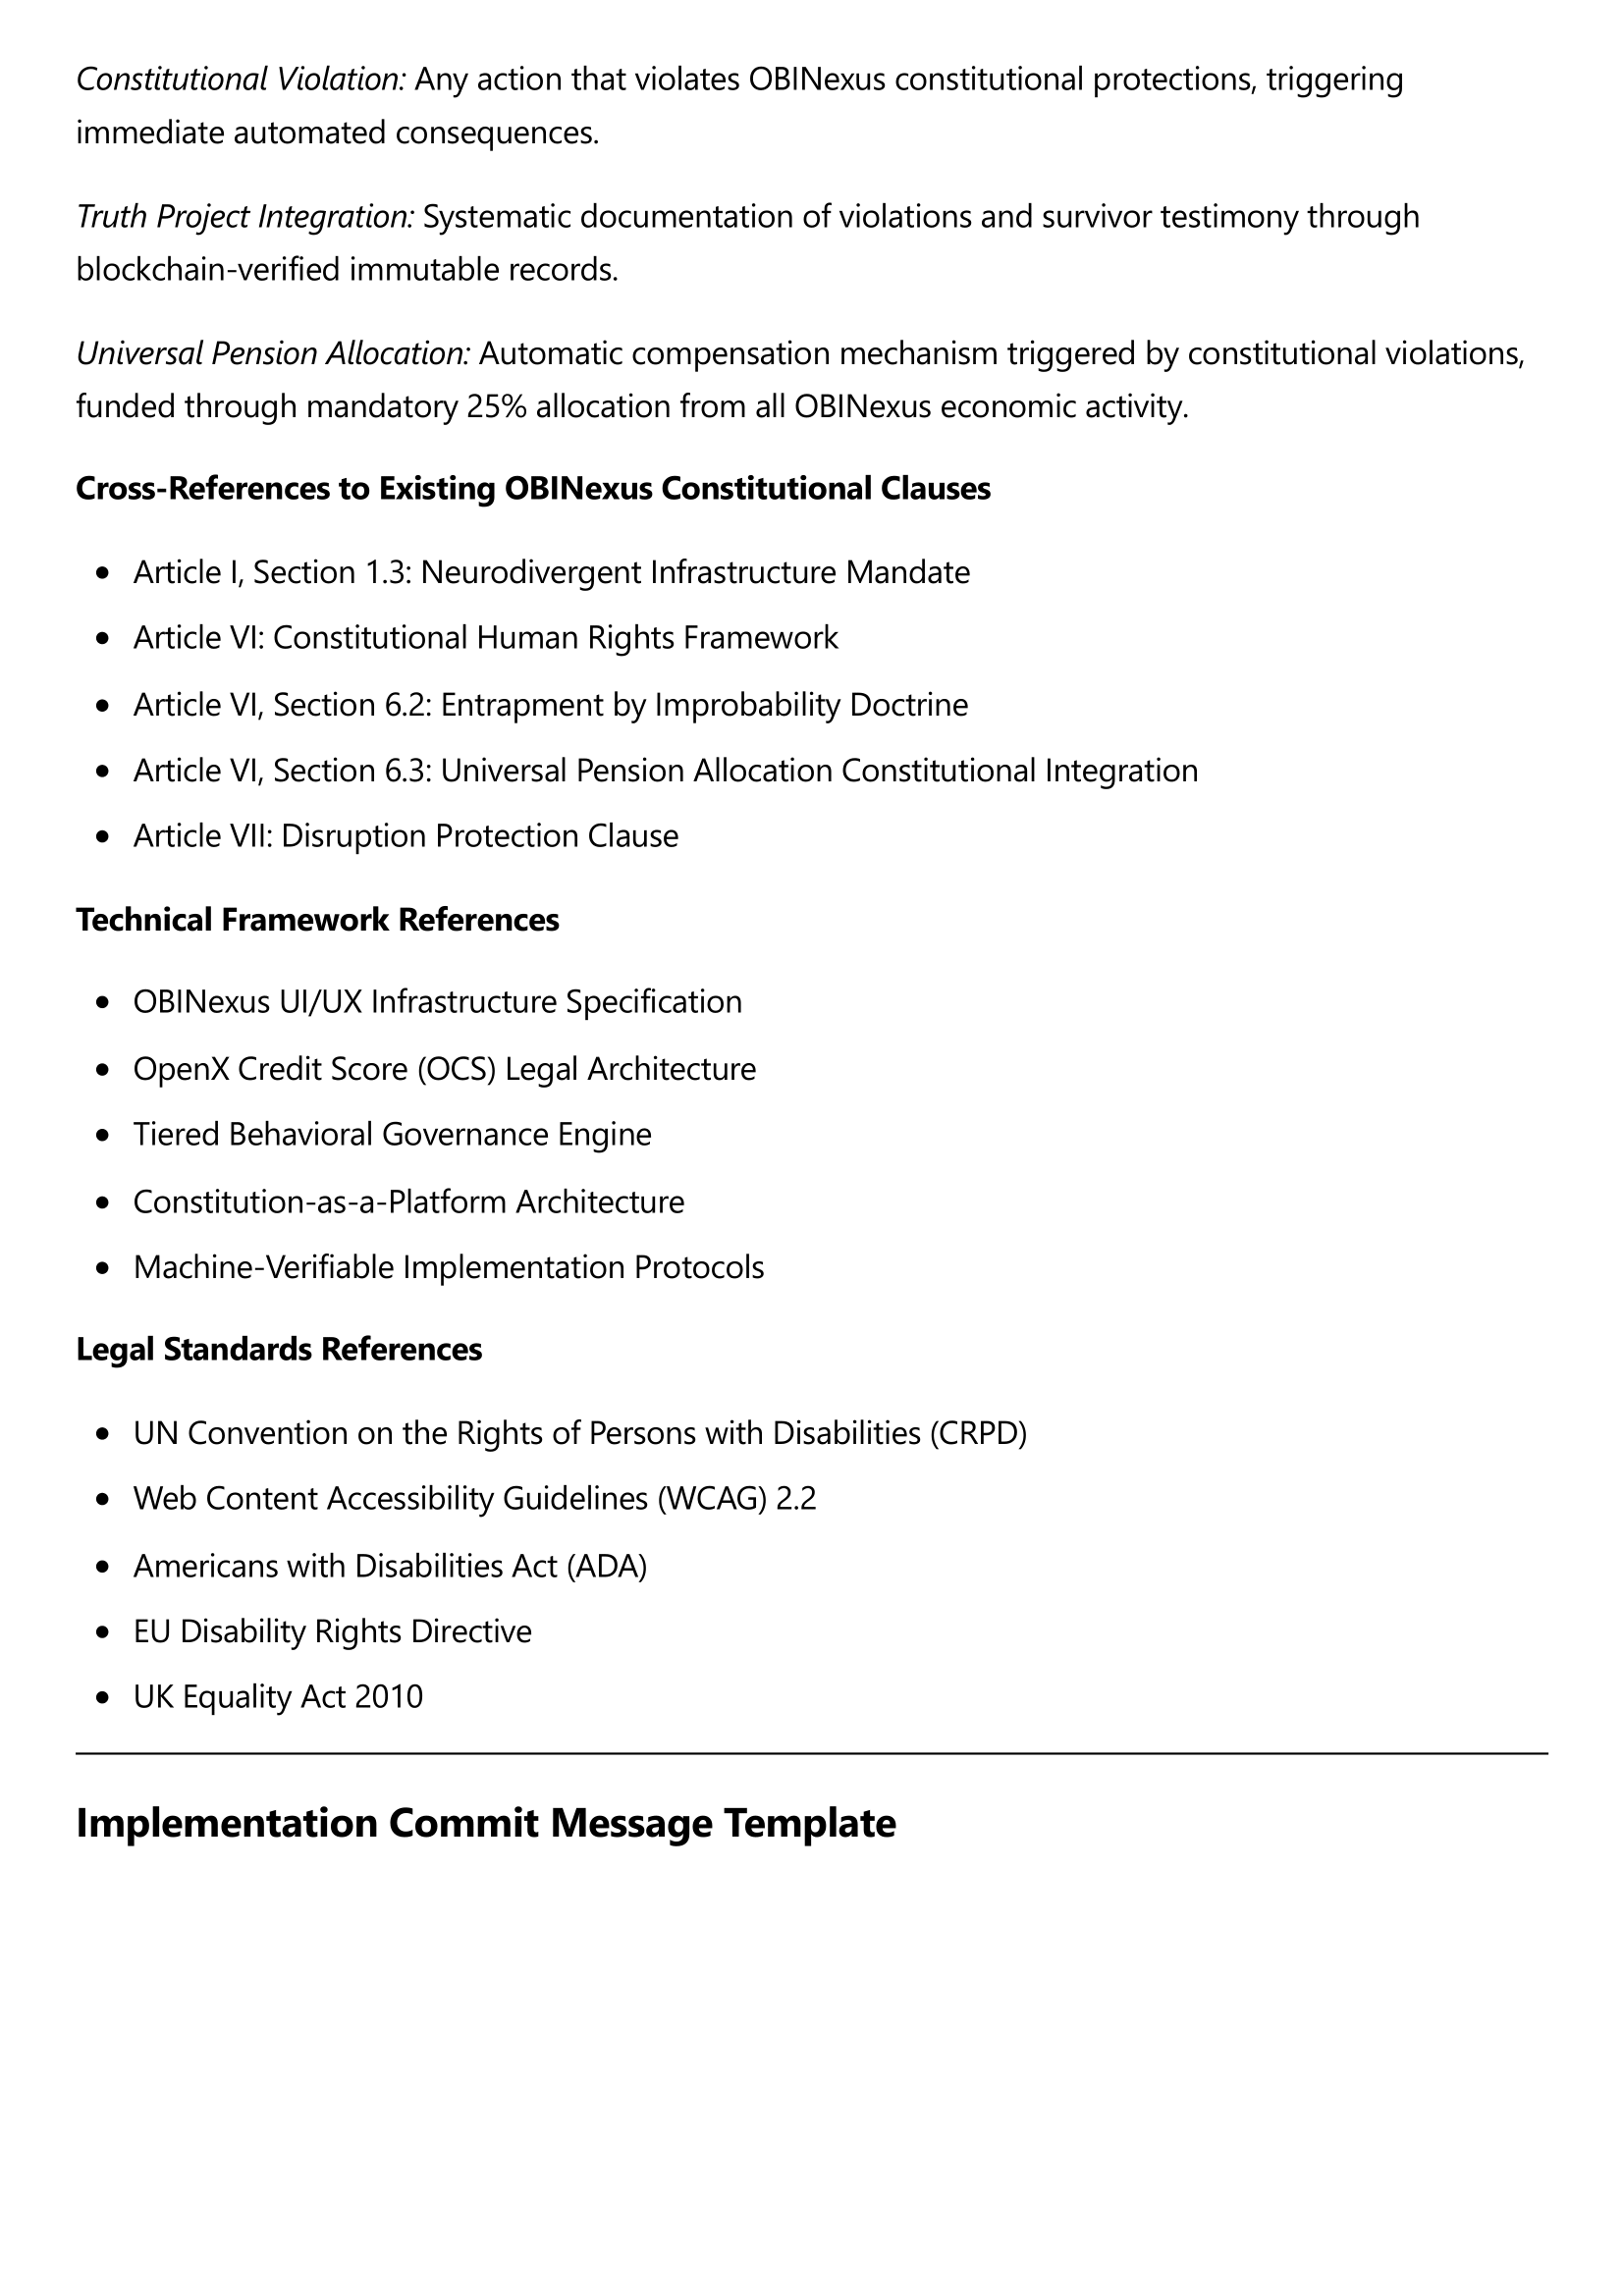 Constitutional Violation: Any action that violates OBINexus constitutional protections, triggering
immediate automated consequences.
Truth Project Integration: Systematic documentation of violations and survivor testimony through
blockchain-verified immutable records.
Universal Pension Allocation: Automatic compensation mechanism triggered by constitutional violations,
funded through mandatory 25% allocation from all OBINexus economic activity.
Cross-References to Existing OBINexus Constitutional Clauses
• Article I, Section 1.3: Neurodivergent Infrastructure Mandate
• Article VI: Constitutional Human Rights Framework
• Article VI, Section 6.2: Entrapment by Improbability Doctrine
• Article VI, Section 6.3: Universal Pension Allocation Constitutional Integration
• Article VII: Disruption Protection Clause
Technical Framework References
• OBINexus UI/UX Infrastructure Specification
• OpenX Credit Score (OCS) Legal Architecture
• Tiered Behavioral Governance Engine
• Constitution-as-a-Platform Architecture
• Machine-Verifiable Implementation Protocols
Legal Standards References
• UN Convention on the Rights of Persons with Disabilities (CRPD)
• Web Content Accessibility Guidelines (WCAG) 2.2
• Americans with Disabilities Act (ADA)
• EU Disability Rights Directive
• UK Equality Act 2010
Implementation Commit Message Template